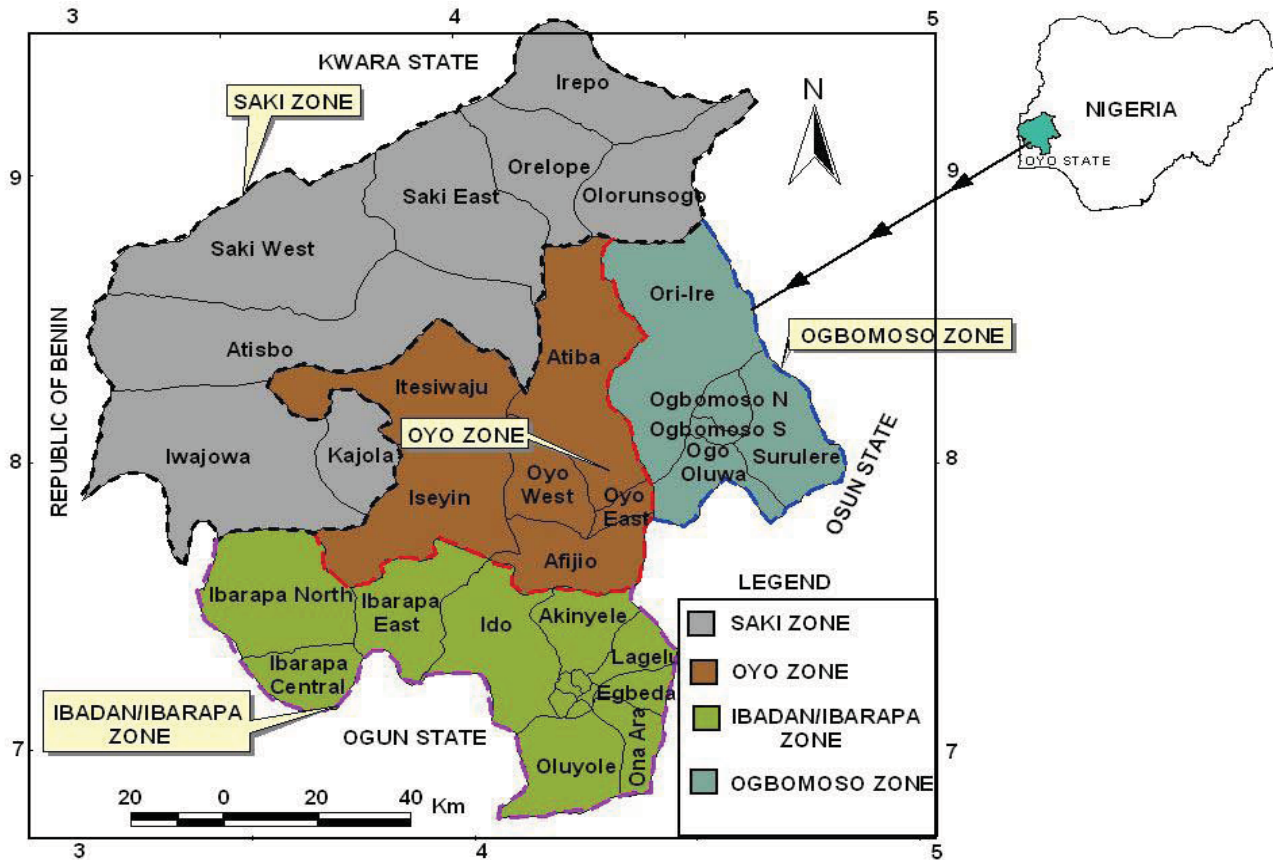 3
4
5
KWARA STATE
SAKI ZONE
Irepo
N
NIGERIA
OYO STATE
9
9
Orelope
Saki East
Olorunsogo
Saki West
Ori-Ire
OGBOMOSO ZONE
Atisbo
Atiba
REPUBLIC OF BENIN
Itesiwaju
Ogbomoso N
OYO ZONE
Ogbomoso S
8
8
Iwajowa
Kajola
Oyo
West
Ogo
Oluwa
Surulere
OSUN STATE
Iseyin
Oyo
East
Afijio
LEGEND
Ibarapa North
Ibarapa
East
Ido
Akinyele
SAKI ZONE
Lagelu
Ibarapa
Central
Egbeda
OYO ZONE
IBADAN/IBARAPA
ZONE
OGUN STATE
IBADAN/IBARAPA
ZONE
7
7
Oluyole
Ona Ara
OGBOMOSO ZONE
20
0
20
40
Km
3
4
5